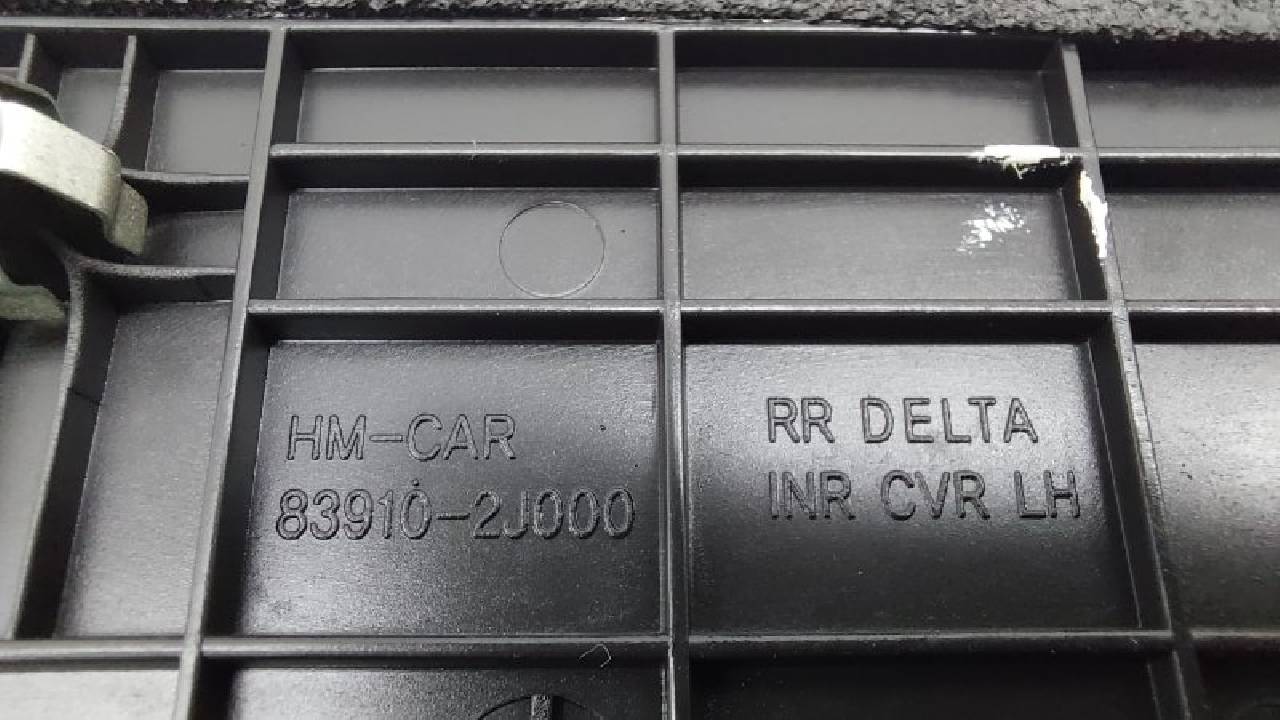 HM-CAR
83910-2J000
RR DELTA
INR CVR LH